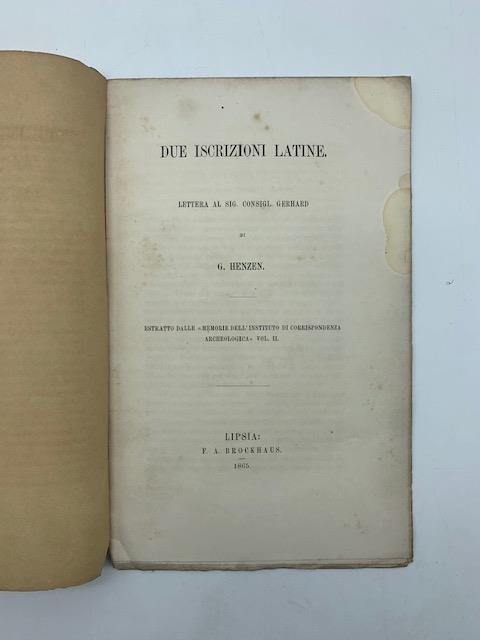 DUE ISCRIZIONI LATINE.
LETTERA AL SIG. CONSIGL. GERHARD
DI
G. HENZEN.
ESTRATTO DALLE «MEMORIE DELL'INSTITUTO DI CORRISPONDENZA
ARCHEOLOGICA» VOL. II.
LIPSIA:
F. A. BROCKHAUS.
1865.